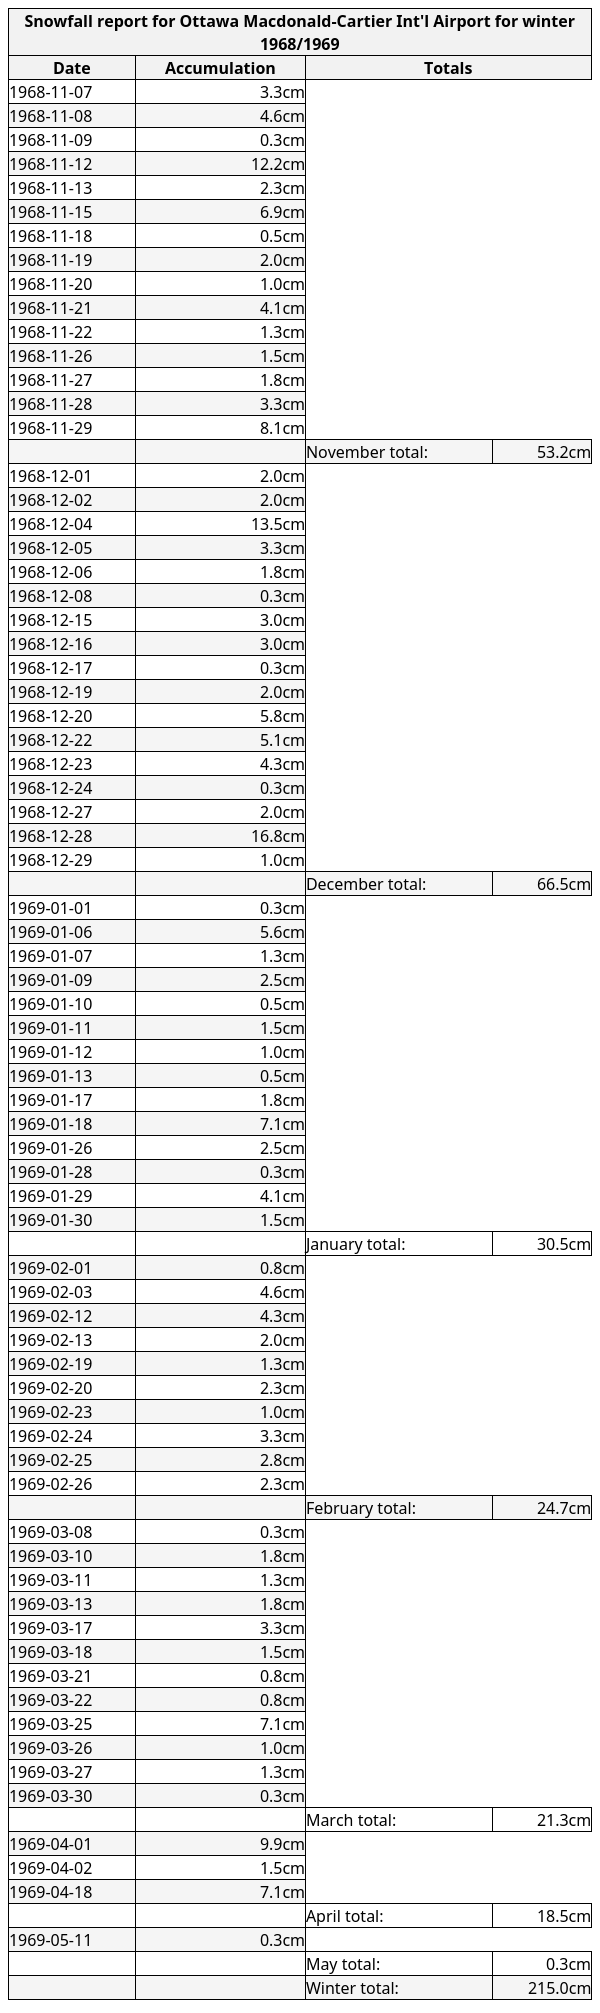 Snowfall report for Ottawa Macdonald-Cartier Int'l Airport for winter
1968/1969
Date Accumulation Totals
1968-11-07 3.3cm
1968-11-08 4.6cm
1968-11-09 0.3cm
1968-11-12 12.2cm
1968-11-13 2.3cm
1968-11-15 6.9cm
1968-11-18 0.5cm
1968-11-19 2.0cm
1968-11-20 1.0cm
1968-11-21 4.1cm
1968-11-22 1.3cm
1968-11-26 1.5cm
1968-11-27 1.8cm
1968-11-28 3.3cm
1968-11-29 8.1cm
November total: 53.2cm
1968-12-01 2.0cm
1968-12-02 2.0cm
1968-12-04 13.5cm
1968-12-05 3.3cm
1968-12-06 1.8cm
1968-12-08 0.3cm
1968-12-15 3.0cm
1968-12-16 3.0cm
1968-12-17 0.3cm
1968-12-19 2.0cm
1968-12-20 5.8cm
1968-12-22 5.1cm
1968-12-23 4.3cm
1968-12-24 0.3cm
1968-12-27 2.0cm
1968-12-28 16.8cm
1968-12-29 1.0cm
December total: 66.5cm
1969-01-01 0.3cm
1969-01-06 5.6cm
1969-01-07 1.3cm
1969-01-09 2.5cm
1969-01-10 0.5cm
1969-01-11 1.5cm
1969-01-12 1.0cm
1969-01-13 0.5cm
1969-01-17 1.8cm
1969-01-18 7.1cm
1969-01-26 2.5cm
1969-01-28 0.3cm
1969-01-29 4.1cm
1969-01-30 1.5cm
January total: 30.5cm
1969-02-01 0.8cm
1969-02-03 4.6cm
1969-02-12 4.3cm
1969-02-13 2.0cm
1969-02-19 1.3cm
1969-02-20 2.3cm
1969-02-23 1.0cm
1969-02-24 3.3cm
1969-02-25 2.8cm
1969-02-26 2.3cm
February total: 24.7cm
1969-03-08 0.3cm
1969-03-10 1.8cm
1969-03-11 1.3cm
1969-03-13 1.8cm
1969-03-17 3.3cm
1969-03-18 1.5cm
1969-03-21 0.8cm
1969-03-22 0.8cm
1969-03-25 7.1cm
1969-03-26 1.0cm
1969-03-27 1.3cm
1969-03-30 0.3cm
March total: 21.3cm
1969-04-01 9.9cm
1969-04-02 1.5cm
1969-04-18 7.1cm
April total: 18.5cm
1969-05-11 0.3cm
May total: 0.3cm
Winter total: 215.0cm